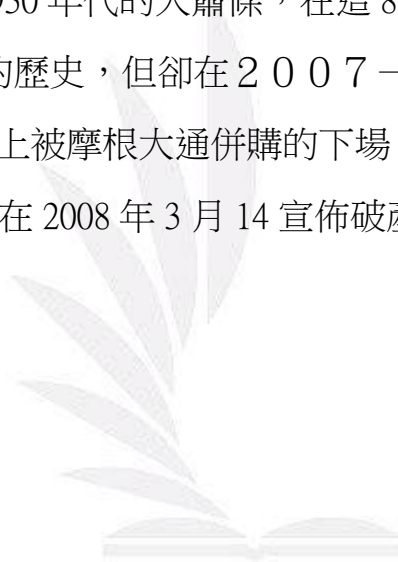 930 年代的大蕭條，在這 8
的歷史，但卻在２００７－
上被摩根大通併購的下場
在 2008 年 3 月 14 宣佈破產